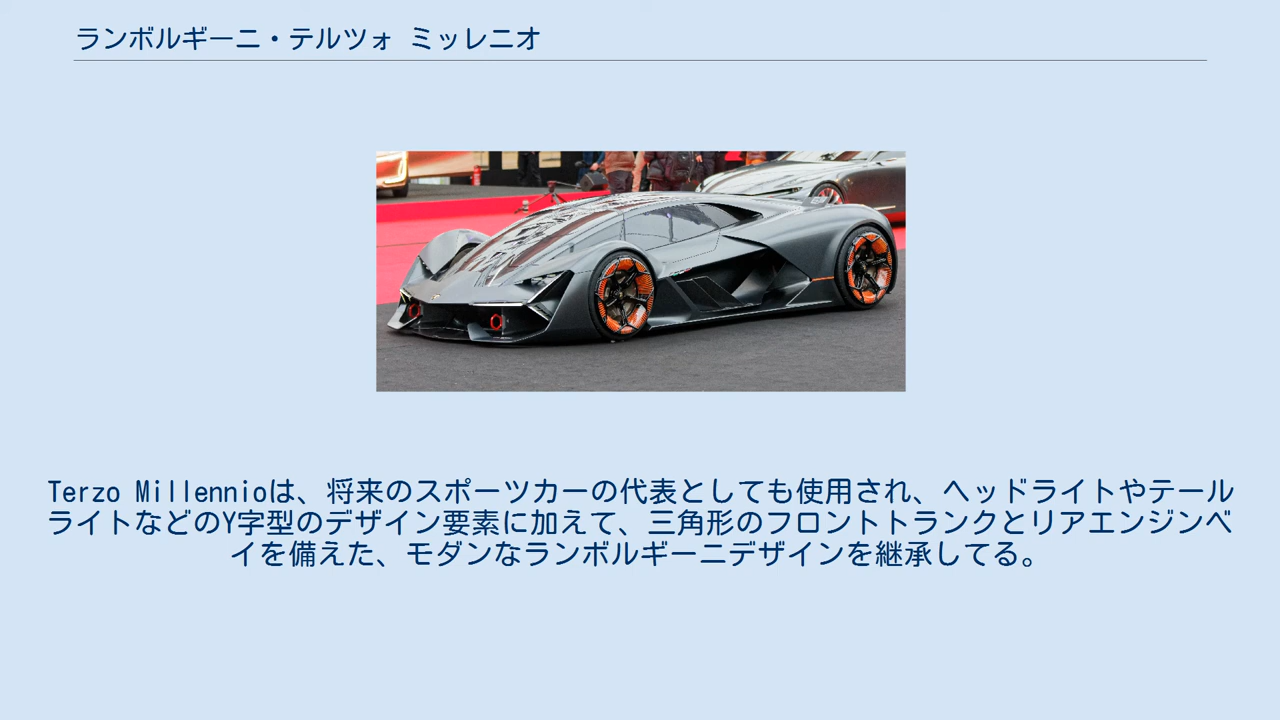 ランボルギーニ・テルツォ ミッレニオ
Terzo Millennioは、将来のスポーツカーの代表としても使用され、ヘッドライトやテール
ライトなどのY字型のデザイン要素に加えて、三角形のフロントトランクとリアエンジンベ
イを備えた、モダンなランボルギーニデザインを継承してる。